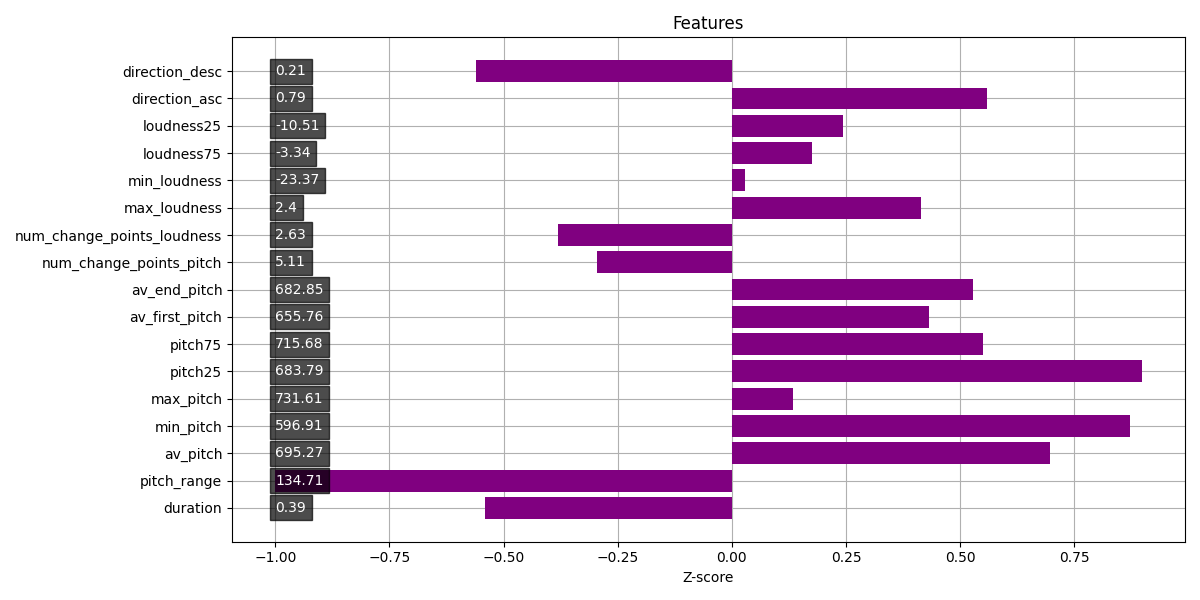 Features
direction_desc 0.21
direction_asc 0.79
loudness25 -10.51
loudness75 -3.34
min_loudness -23.37
max_loudness 2.4
num_change_points_loudness 2.63
num_change_points_pitch 5.11
av_end_pitch 682.85
av_first_pitch 655.76
pitch75 715.68
pitch25 683.79
max_pitch 731.61
min_pitch 596.91
av_pitch 695.27
pitch_range 134.71
duration 0.39
−1.00 −0.75 −0.50 −0.25 0.00 0.25 0.50 0.75
Z-score